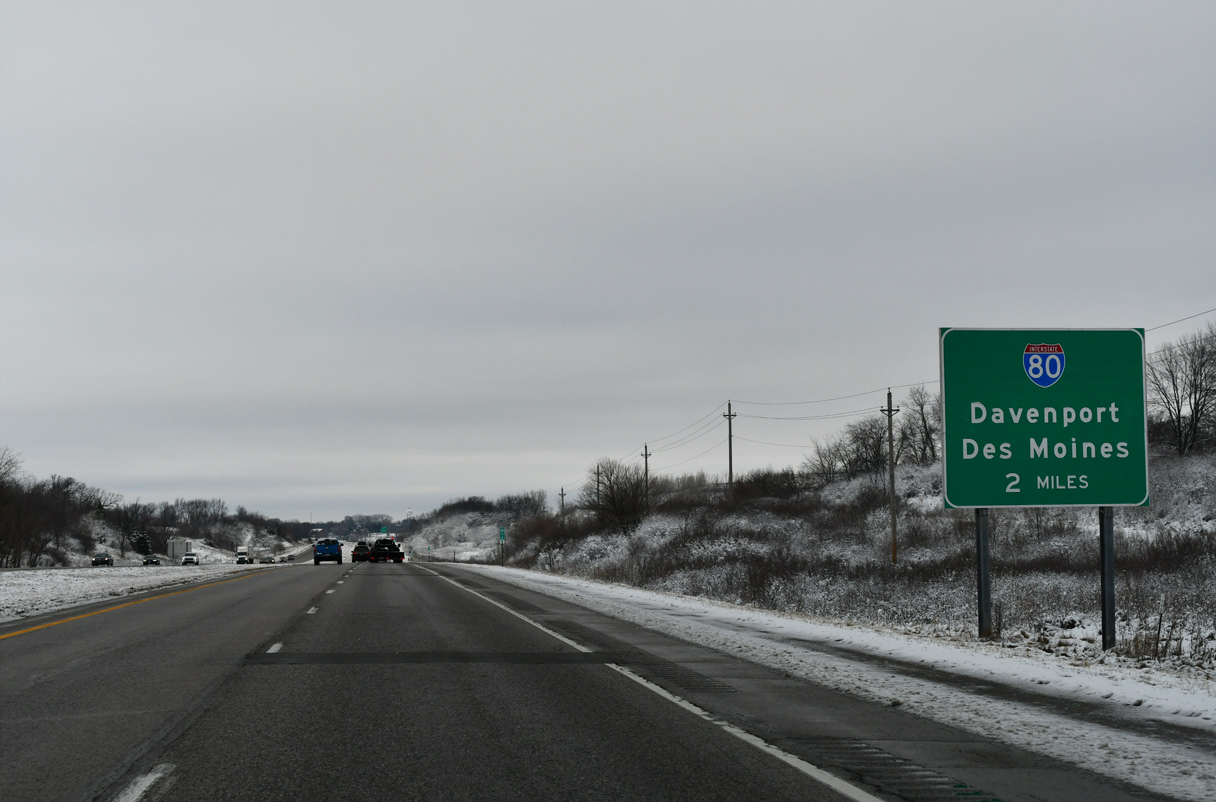 INTERSTATE
80
Davenport
Des Moines
2 MILES